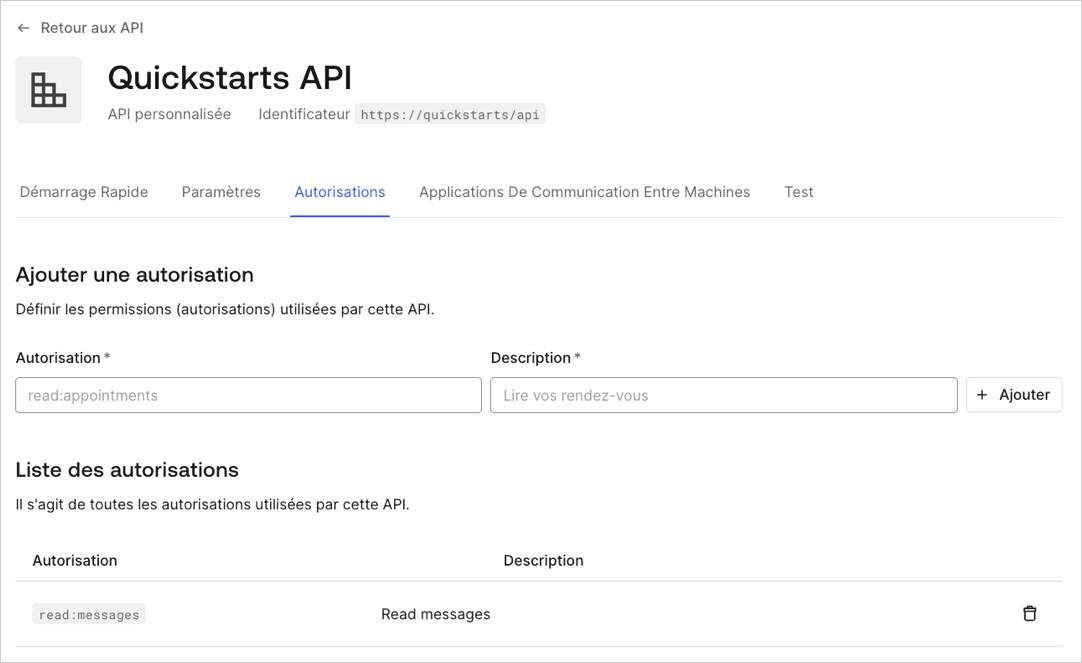 ← Retour aux API
Quickstarts API
API personnalisée Identificateur https://quickstarts/api
Démarrage Rapide Paramètres Autorisations Applications De Communication Entre Machines Test
Ajouter une autorisation
Définir les permissions (autorisations) utilisées par cette API.
Autorisation * Description *
read:appointments Lire vos rendez-vous + Ajouter
Liste des autorisations
Il s'agit de toutes les autorisations utilisées par cette API.
Autorisation Description
read:messages Read messages